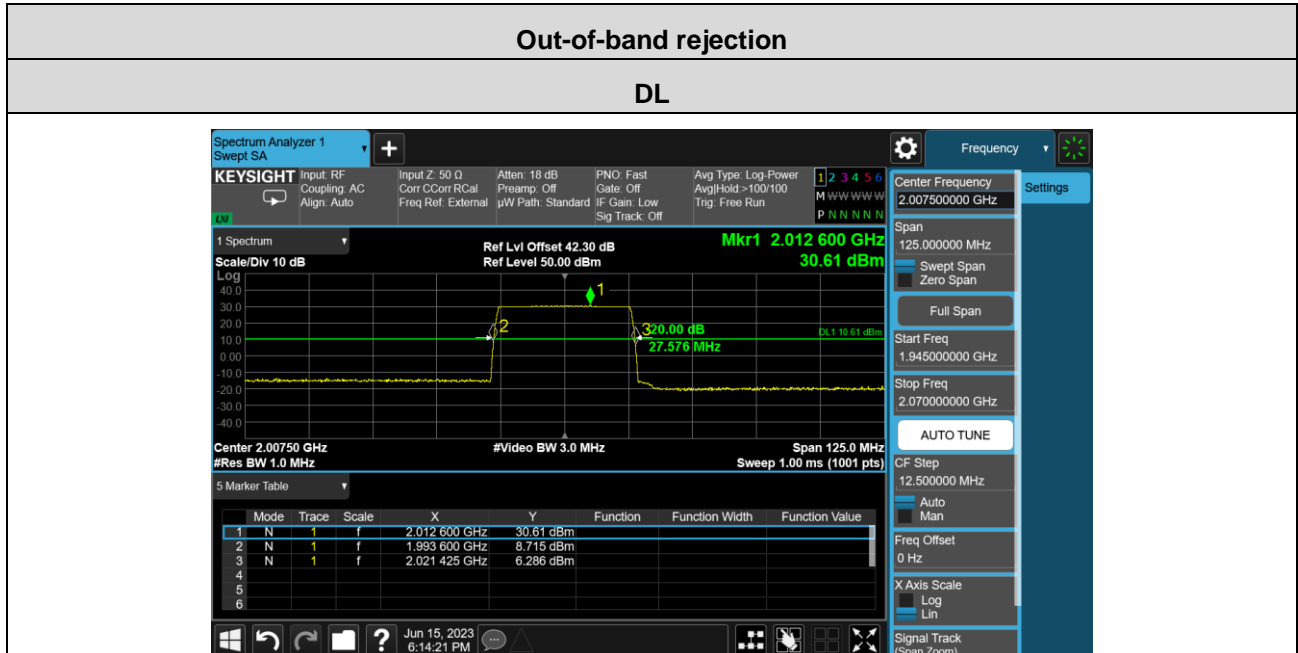 Out-of-band rejection
DL
Spectrum Analyzer 1
Swept SA
Frequency
KEYSIGHT
Input: RF
Coupling: AC
Align: Auto
Input Z: 50 Ω
Corr CCorr RCal
Freq Ref: External
Atten: 18 dB
Preamp: Off
µW Path: Standard
PNO: Fast
Gate: Off
IF Gain: Low
Sig Track: Off
Avg Type: Log-Power
Avg|Hold:>100/100
Trig: Free Run
1 2 3 4 5 6
M W W W W W
P N N N N N
LXI
1 Spectrum
Scale/Div 10 dB
Ref Lvl Offset 42.30 dB
Ref Level 50.00 dBm
Mkr1 2.012 600 GHz
30.61 dBm
Log
40.0
30.0
20.0
10.0
0.00
-10.0
-20.0
-30.0
-40.0
1
2
3
20.00 dB
27.576 MHz
DL1 10.61 dBm
Center 2.00750 GHz
#Res BW 1.0 MHz
#Video BW 3.0 MHz
Span 125.0 MHz
Sweep 1.00 ms (1001 pts)
5 Marker Table
Mode Trace Scale X Y Function Function Width Function Value
1 N 1 f 2.012 600 GHz 30.61 dBm
2 N 1 f 1.993 600 GHz 8.715 dBm
3 N 1 f 2.021 425 GHz 6.286 dBm
4
5
6
?
Jun 15, 2023
6:14:21 PM
Settings
Center Frequency
2.007500000 GHz
Span
125.000000 MHz
Swept Span
Zero Span
Full Span
Start Freq
1.945000000 GHz
Stop Freq
2.070000000 GHz
AUTO TUNE
CF Step
12.500000 MHz
Auto
Man
Freq Offset
0 Hz
X Axis Scale
Log
Lin
Signal Track
(Span Zoom)